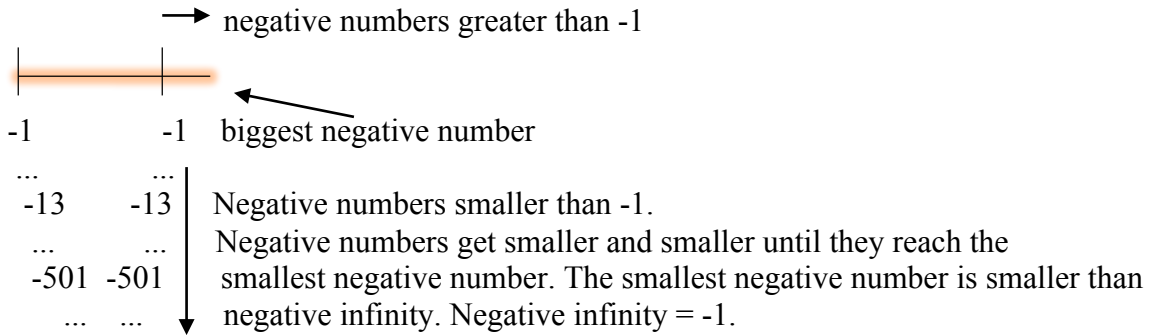 negative numbers greater than -1
-1 -1 biggest negative number
... ...
-13 -13 Negative numbers smaller than -1.
... ... Negative numbers get smaller and smaller until they reach the
-501 -501 smallest negative number. The smallest negative number is smaller than
... ... negative infinity. Negative infinity = -1.